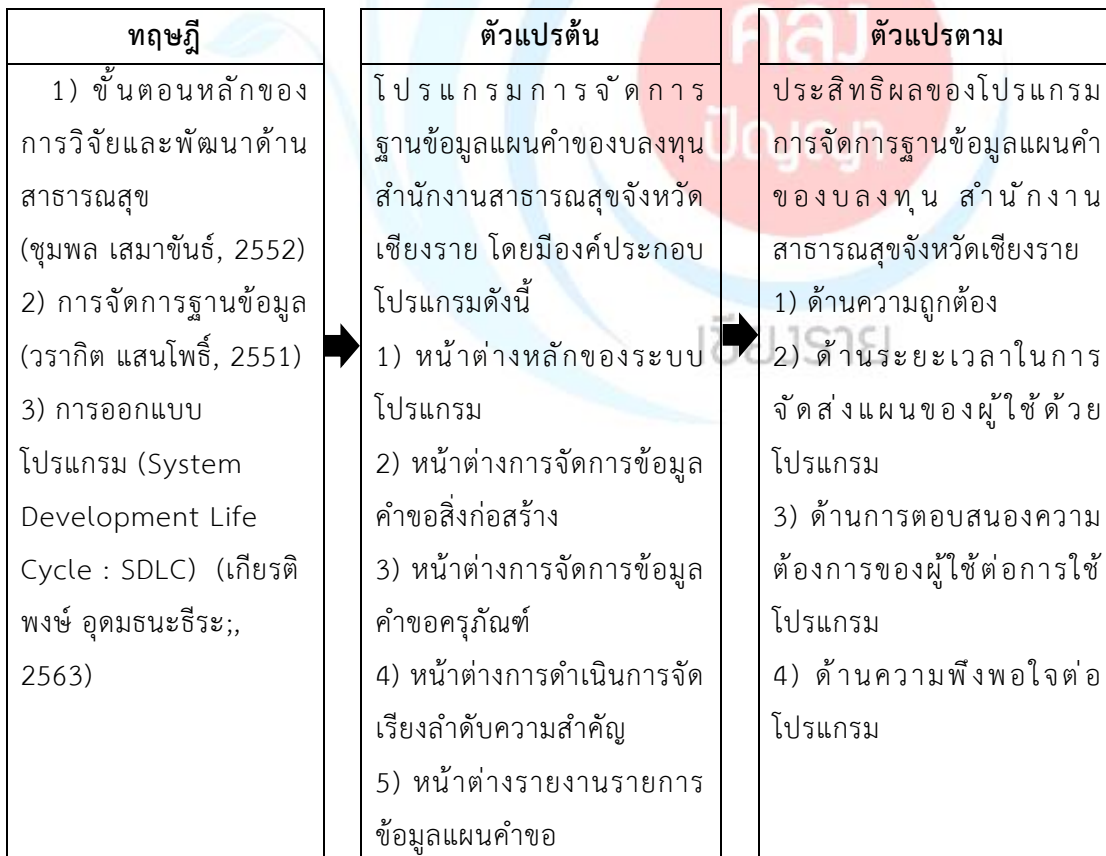 ทฤษฎี
1) ขั้นตอนหลักของ
การวิจัยและพัฒนาด้าน
สาธารณสุข
(ชุมพล เสมาขันธ์, 2552)
2) การจัดการฐานข้อมูล
(วรากิต แสนโพธิ์, 2551)
3) การออกแบบ
โปรแกรม (System
Development Life
Cycle : SDLC) (เกียรติ
พงษ์ อุดมธนะธีระ;,
2563)
ตัวแปรต้น
โปรแกรมการจัดการ
ฐานข้อมูลแผนคำของบลงทุน
สำนักงานสาธารณสุขจังหวัด
เชียงราย โดยมีองค์ประกอบ
โปรแกรมดังนี้
1) หน้าต่างหลักของระบบ
โปรแกรม
2) หน้าต่างการจัดการข้อมูล
คำขอสิ่งก่อสร้าง
3) หน้าต่างการจัดการข้อมูล
คำขอครุภัณฑ์
4) หน้าต่างการดำเนินการจัด
เรียงลำดับความสำคัญ
5) หน้าต่างรายงานรายการ
ข้อมูลแผนคำขอ
ตัวแปรตาม
ประสิทธิผลของโปรแกรม
การจัดการฐานข้อมูลแผนคำ
ของบลงทุน สำนักงาน
สาธารณสุขจังหวัดเชียงราย
1) ด้านความถูกต้อง
2) ด้านระยะเวลาในการ
จัดส่งแผนของผู้ใช้ด้วย
โปรแกรม
3) ด้านการตอบสนองความ
ต้องการของผู้ใช้ต่อการใช้
โปรแกรม
4) ด้านความพึงพอใจต่อ
โปรแกรม
คลัง
ปัญญา
เชียงราย